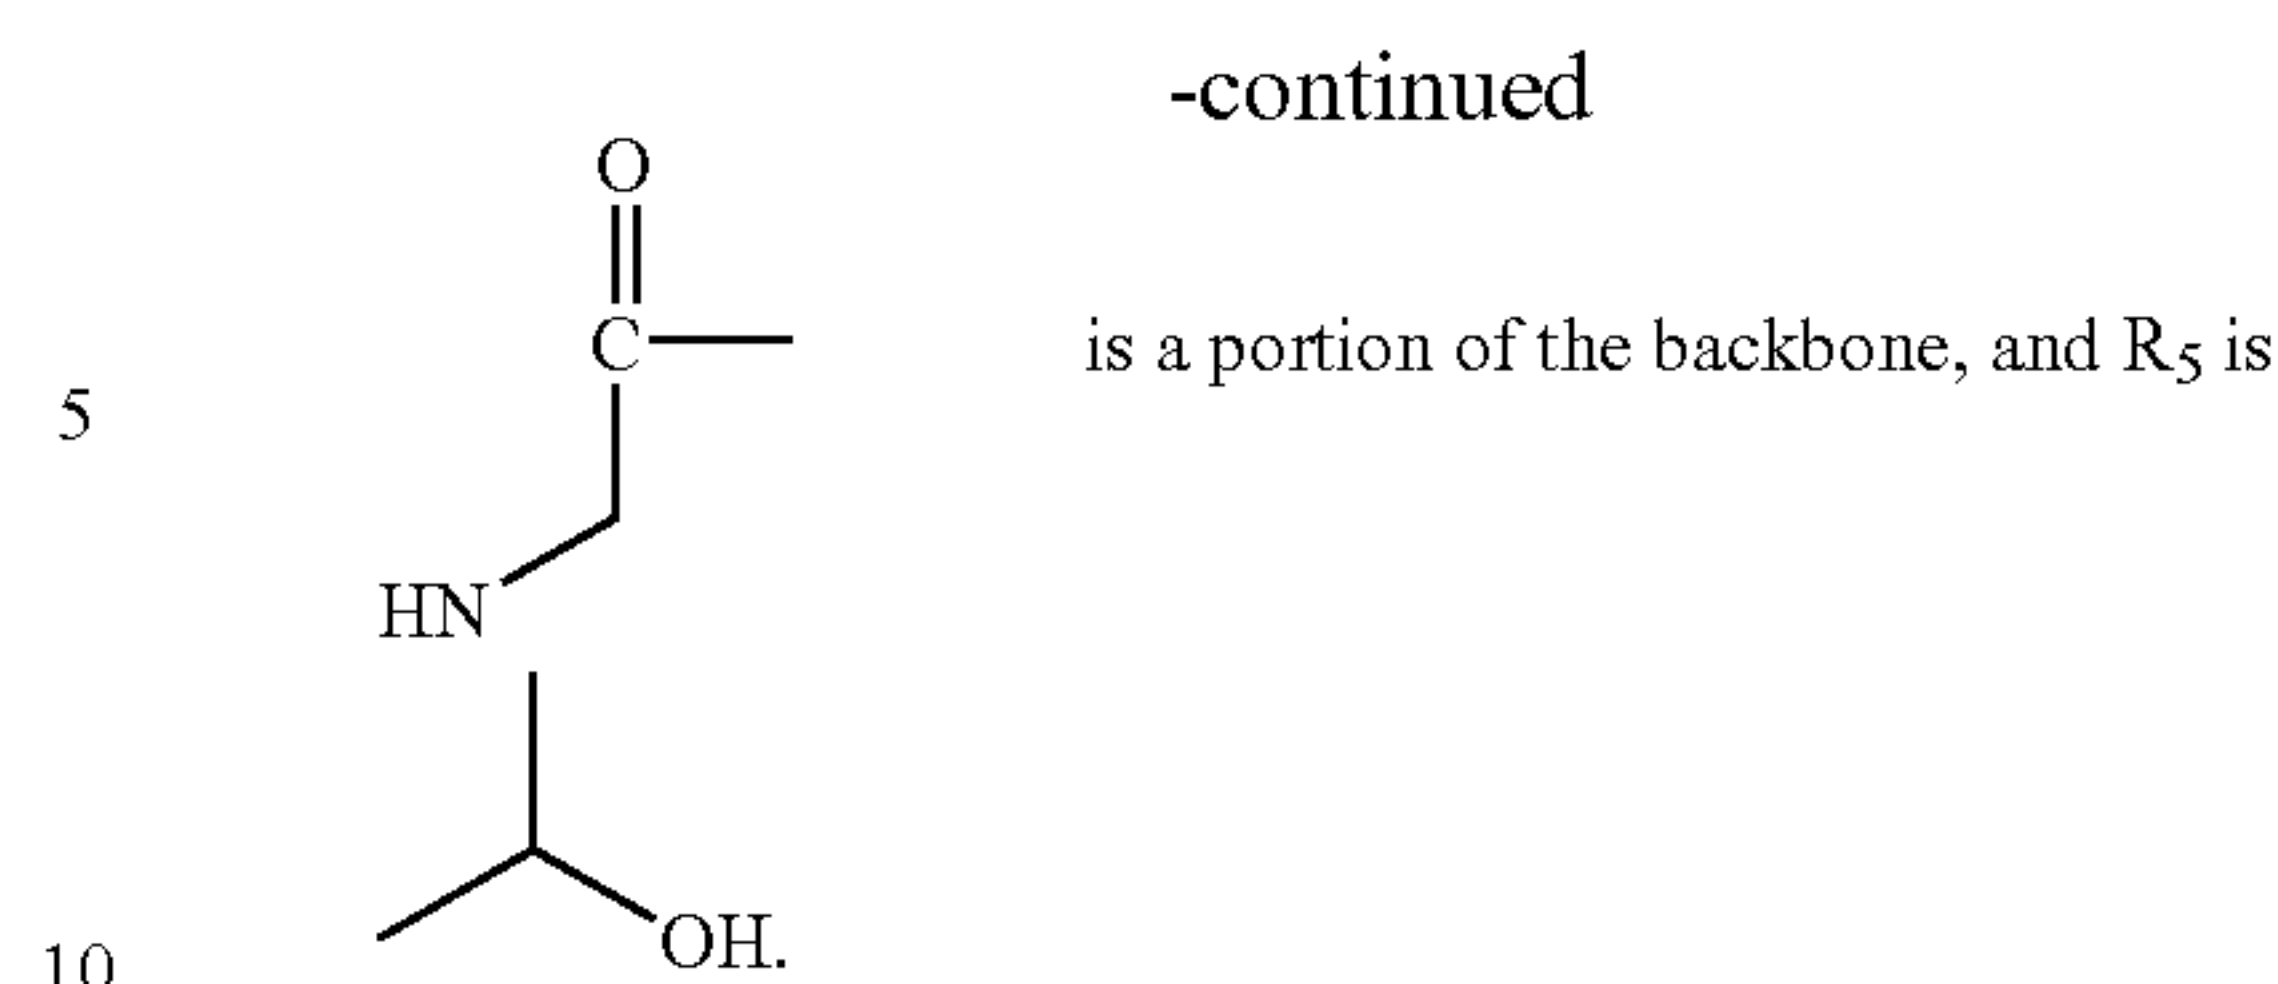 -continued
O
C
is a portion of the backbone, and R5 is
5
HN
OH.
10